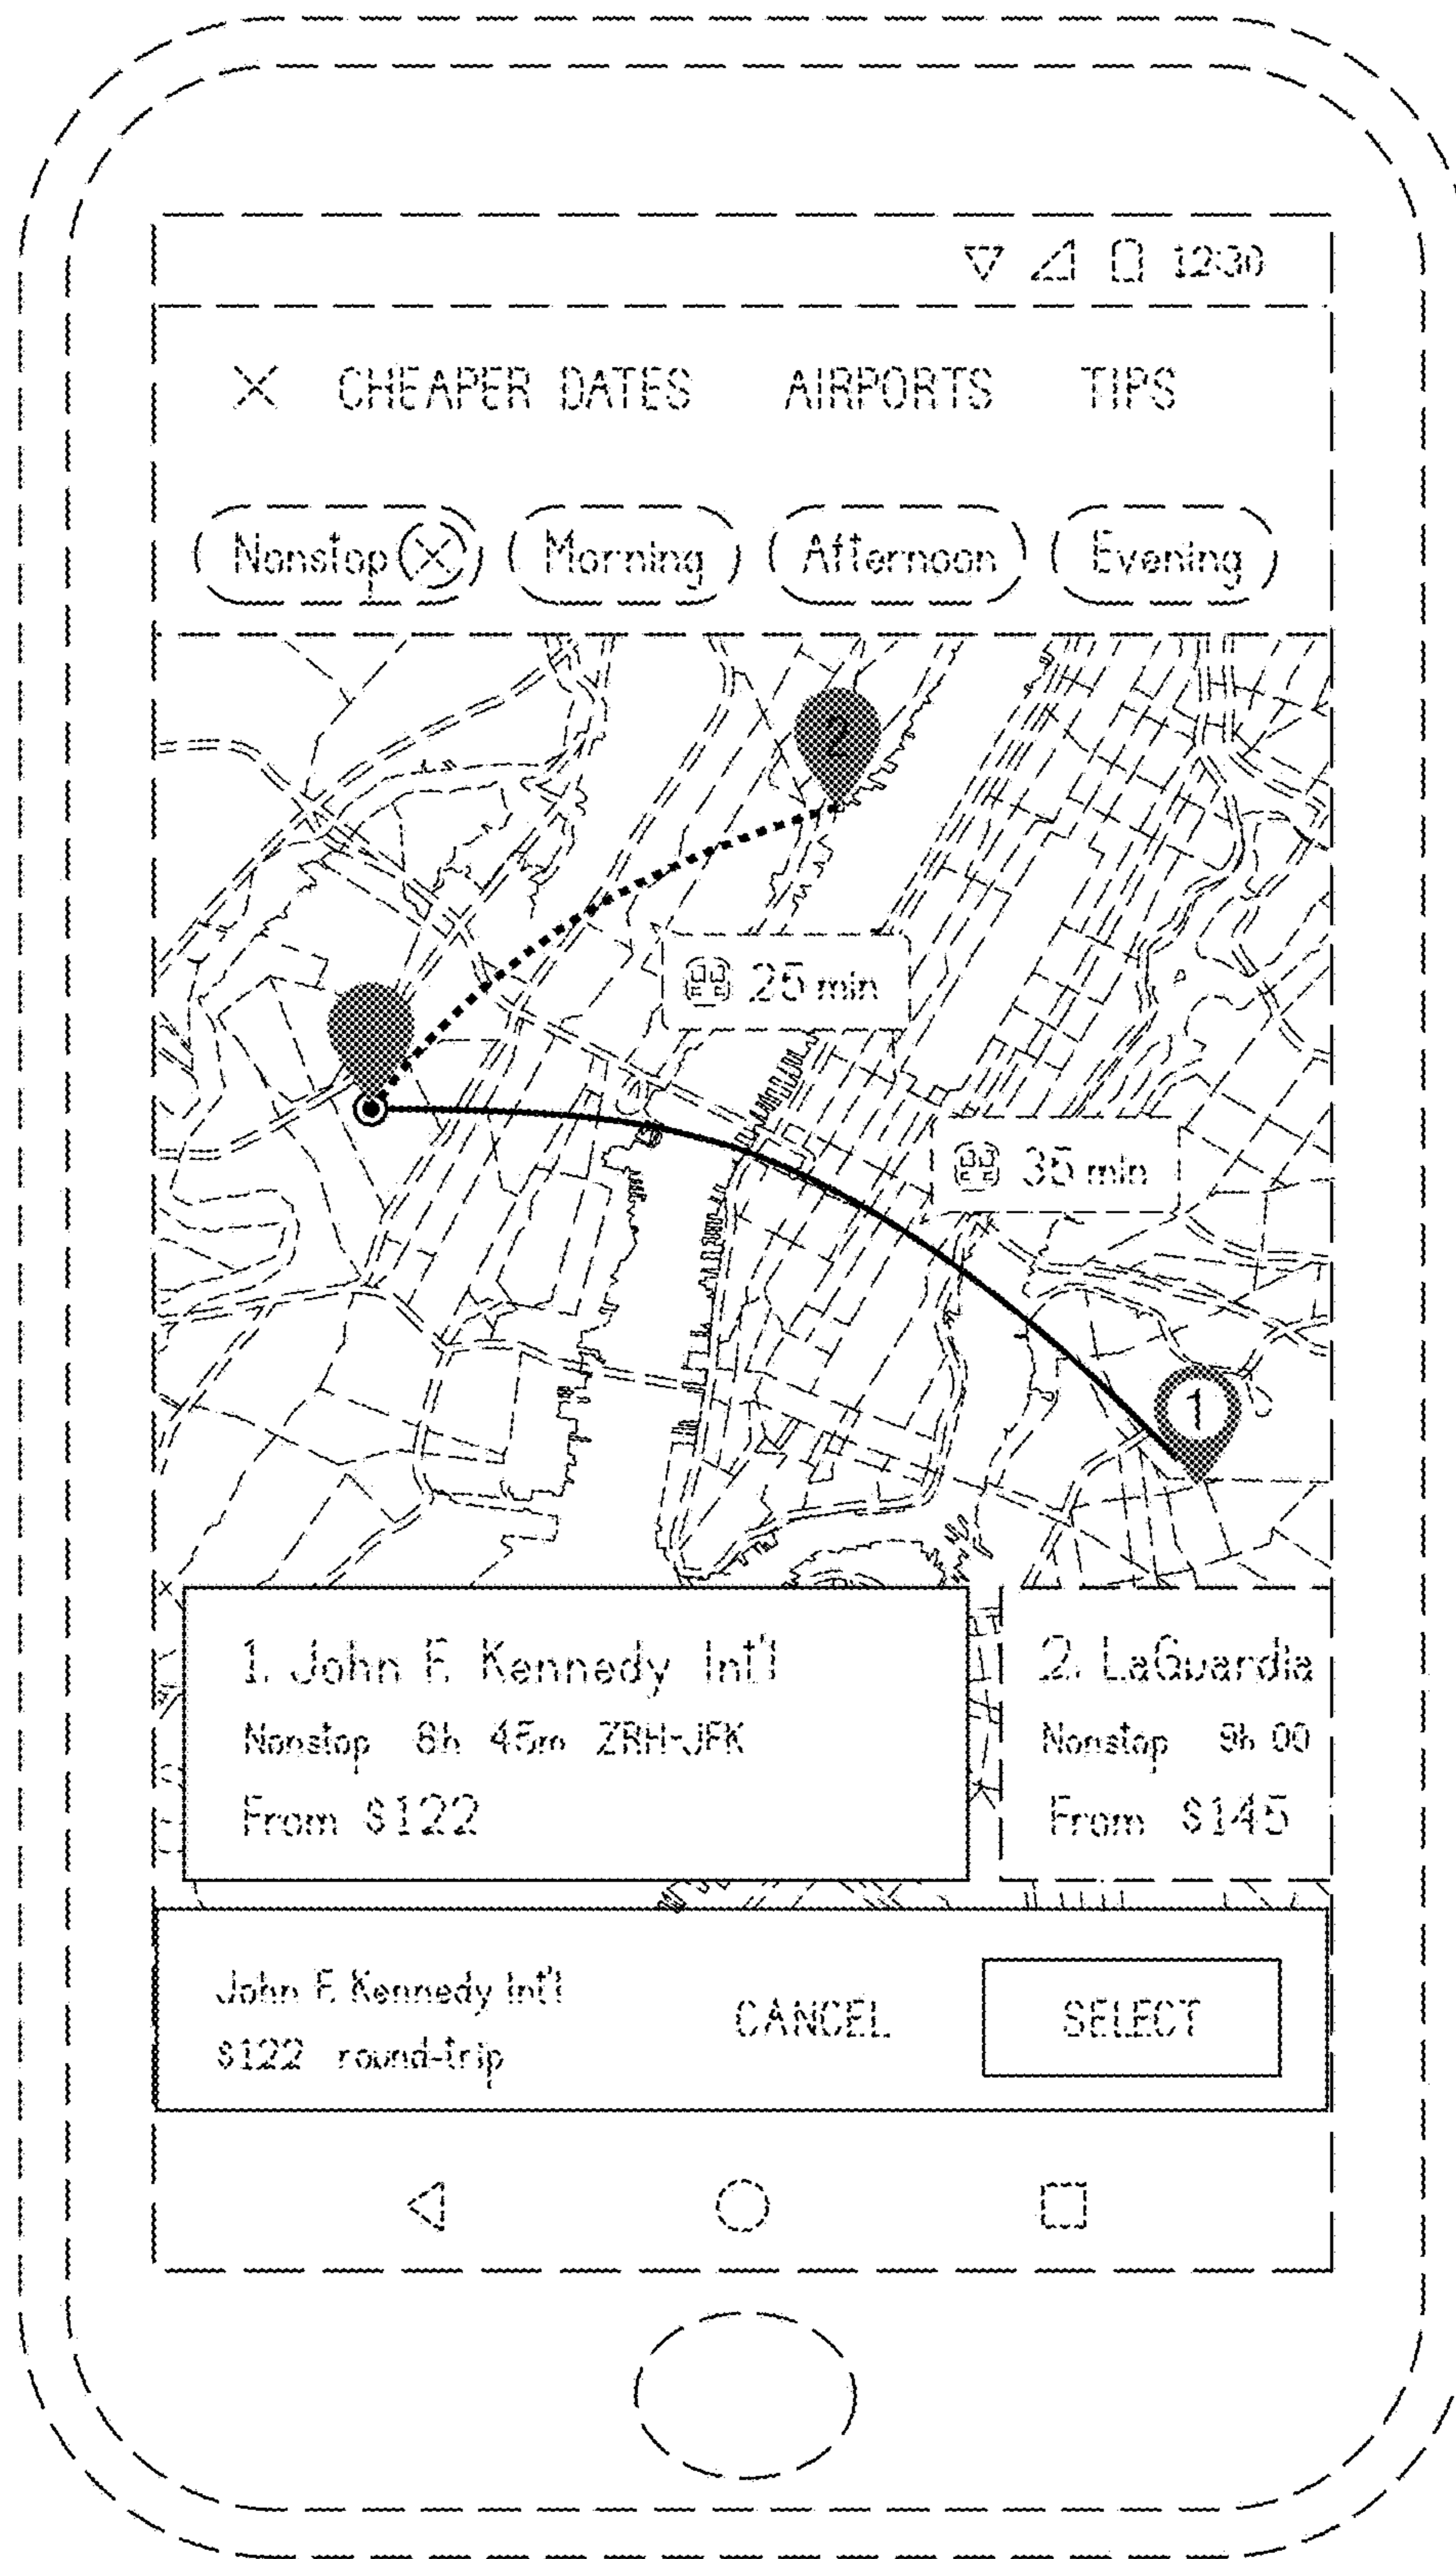 12:30
CHEAPER DATES AIRPORTS TIPS
Nonstop Morning Afternoon Evening
2
25 min
35 min
1
1. John F. Kennedy Int'l
Nonstop 8h 45m ZRH-JFK
From $122
2. LaGuardia
Nonstop 9h 00
From $145
John F. Kennedy Int'l
$122 round-trip
CANCEL
SELECT